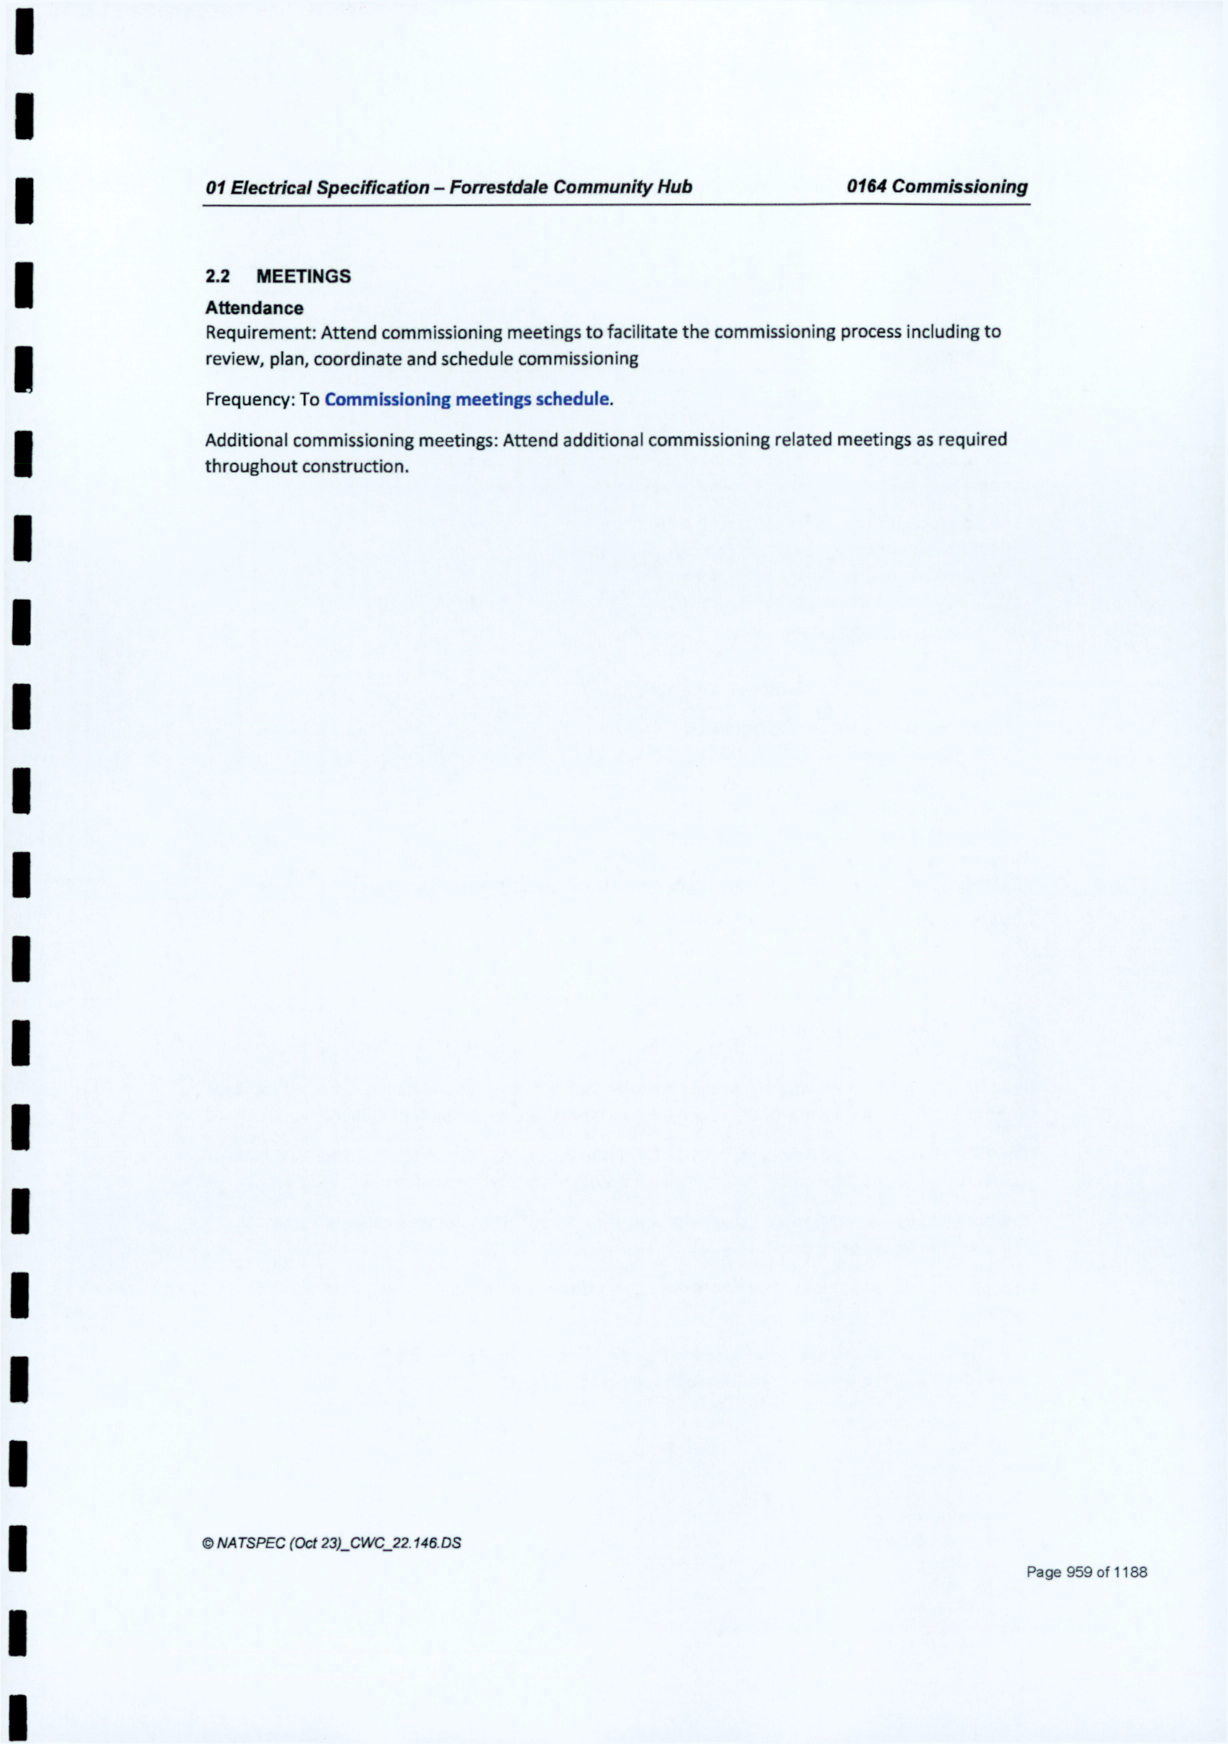 01 Electrical Specification – Forrestdale Community Hub 0164 Commissioning
2.2 MEETINGS
Attendance
Requirement: Attend commissioning meetings to facilitate the commissioning process including to
review, plan, coordinate and schedule commissioning
Frequency: To Commissioning meetings schedule.
Additional commissioning meetings: Attend additional commissioning related meetings as required
throughout construction.
© NATSPEC (Oct 23)_CWC_22.146.DS
Page 959 of 1188